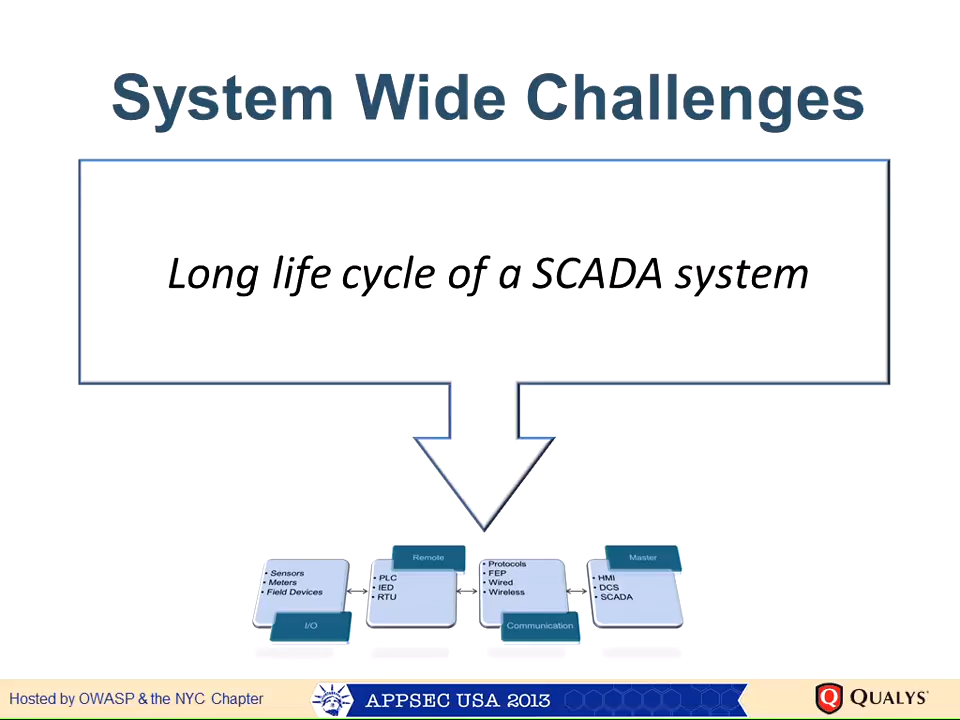 System Wide Challenges
Long life cycle of a SCADA system
• Sensors
• Meters
• Field Devices
I/O
Remote
• PLC
• IED
• RTU
• Protocols
• FEP
• Wired
• Wireless
Communication
Master
• HMI
• DCS
• SCADA
Hosted by OWASP & the NYC Chapter
APPSEC USA 2013
QUALYS